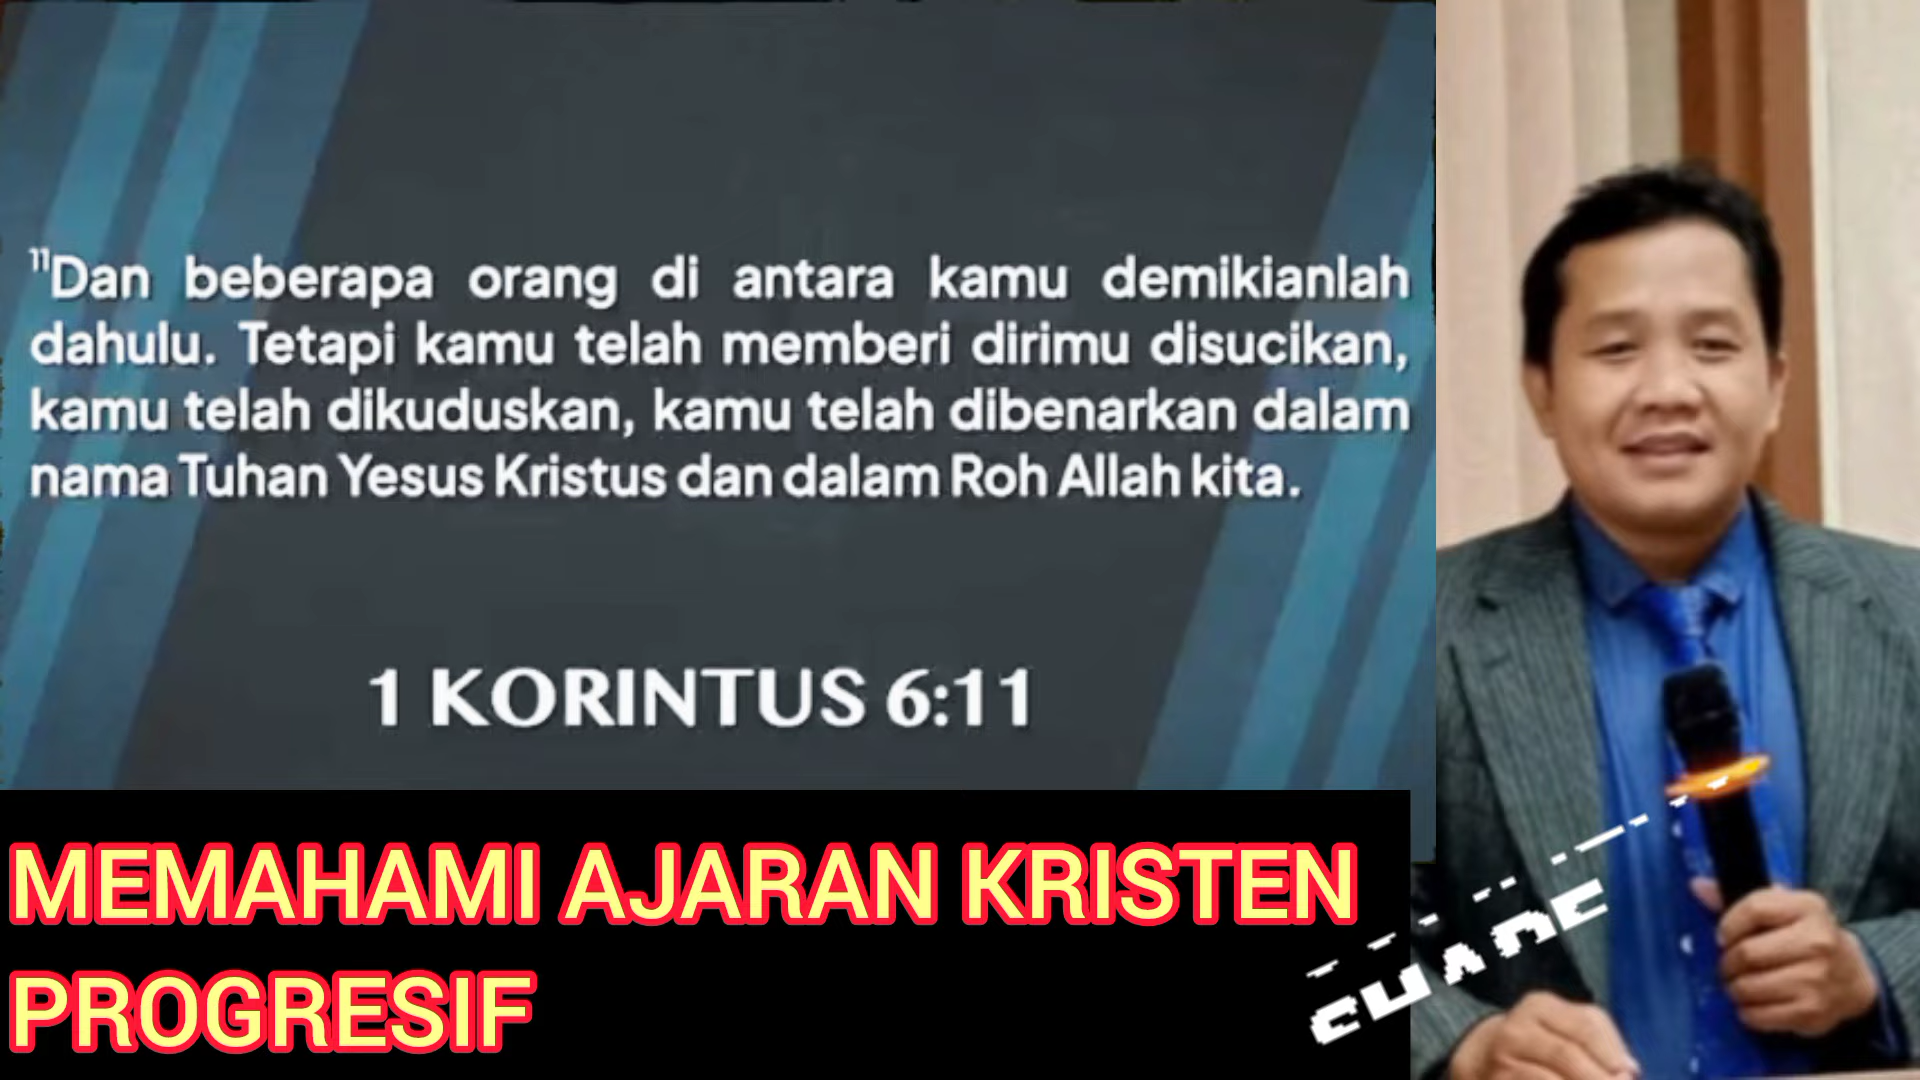 ¹¹Dan beberapa orang di antara kamu demikianlah
dahulu. Tetapi kamu telah memberi dirimu disucikan,
kamu telah dikuduskan, kamu telah dibenarkan dalam
nama Tuhan Yesus Kristus dan dalam Roh Allah kita.
1 KORINTUS 6:11
MEMAHAMI AJARAN KRISTEN
PROGRESIF